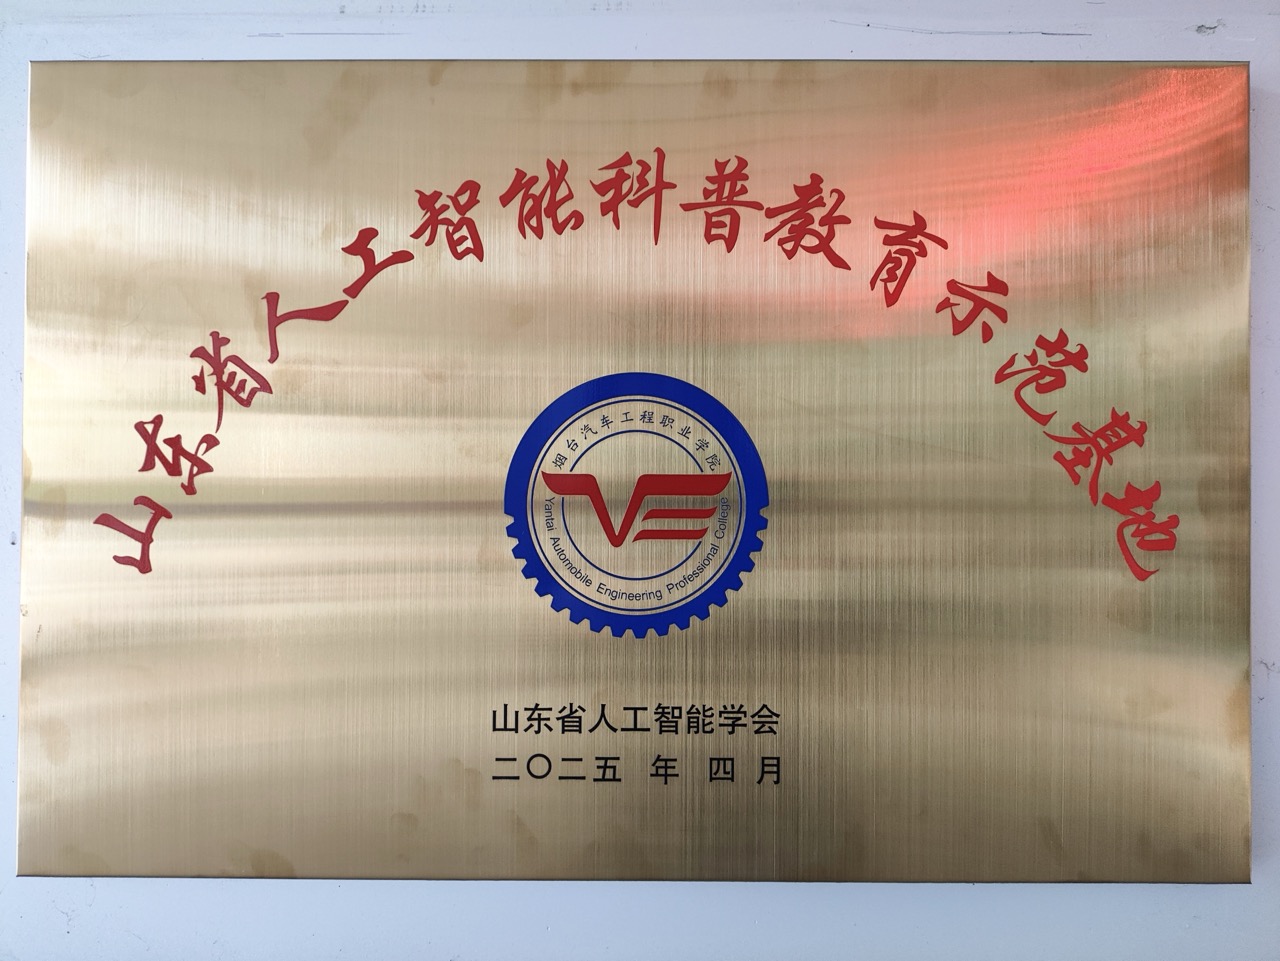 山东省人工智能科普教育示范基地
烟台汽车工程职业学院
VE
Yantai Automobile Engineering Professional College
山东省人工智能学会
二〇二五 年 四 月